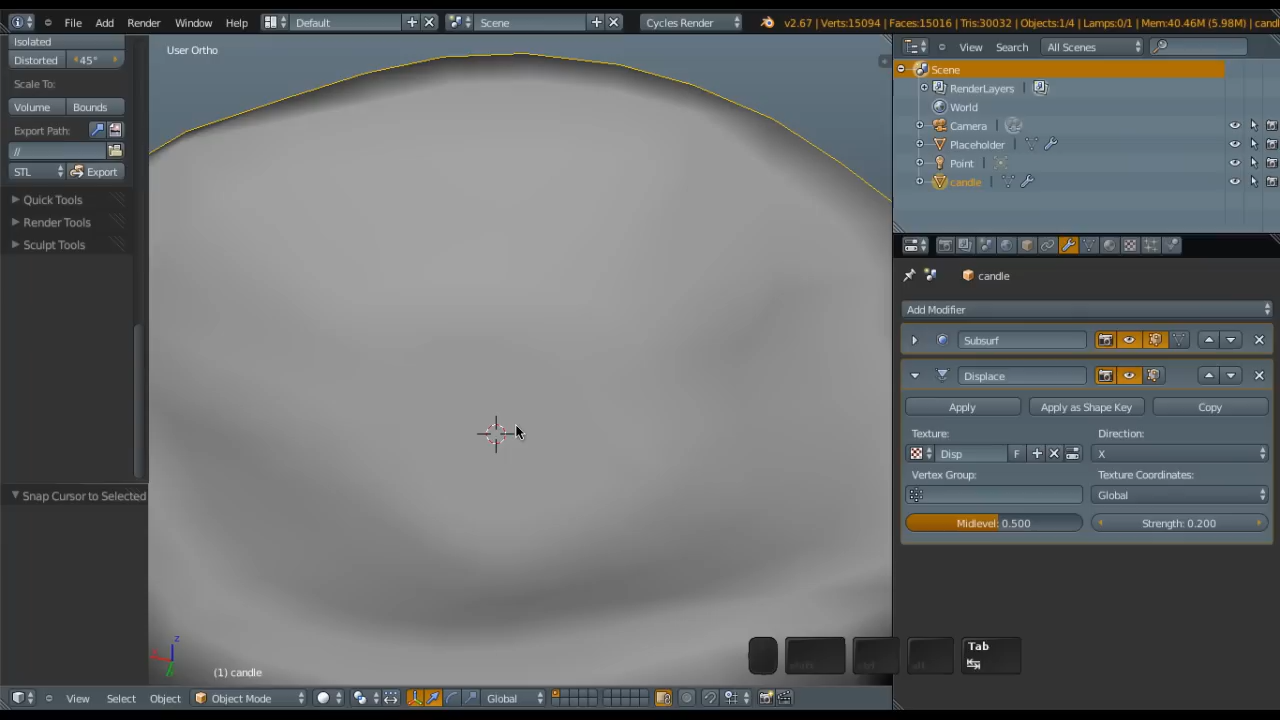 File Add Render Window Help Default Scene Cycles Render v2.67 | Verts:15094 | Faces:15016 | Tris:30032 | Objects:1/4 | Lamps:0/1 | Mem:40.46M (5.98M) | cand
Isolated
Distorted 45°
Scale To:
Volume Bounds
Export Path:
//
STL Export
Quick Tools
Render Tools
Sculpt Tools
Snap Cursor to Selected
User Ortho
z
(1) candle
View Select Object Object Mode Global
Tab
shift ctrl alt
View Search All Scenes
Scene
RenderLayers
World
Camera
Placeholder
Point
candle
candle
Add Modifier
Subsurf
Displace
Apply Apply as Shape Key Copy
Texture: Direction:
Disp F X
Vertex Group: Texture Coordinates:
Global
Midlevel: 0.500 Strength: 0.200